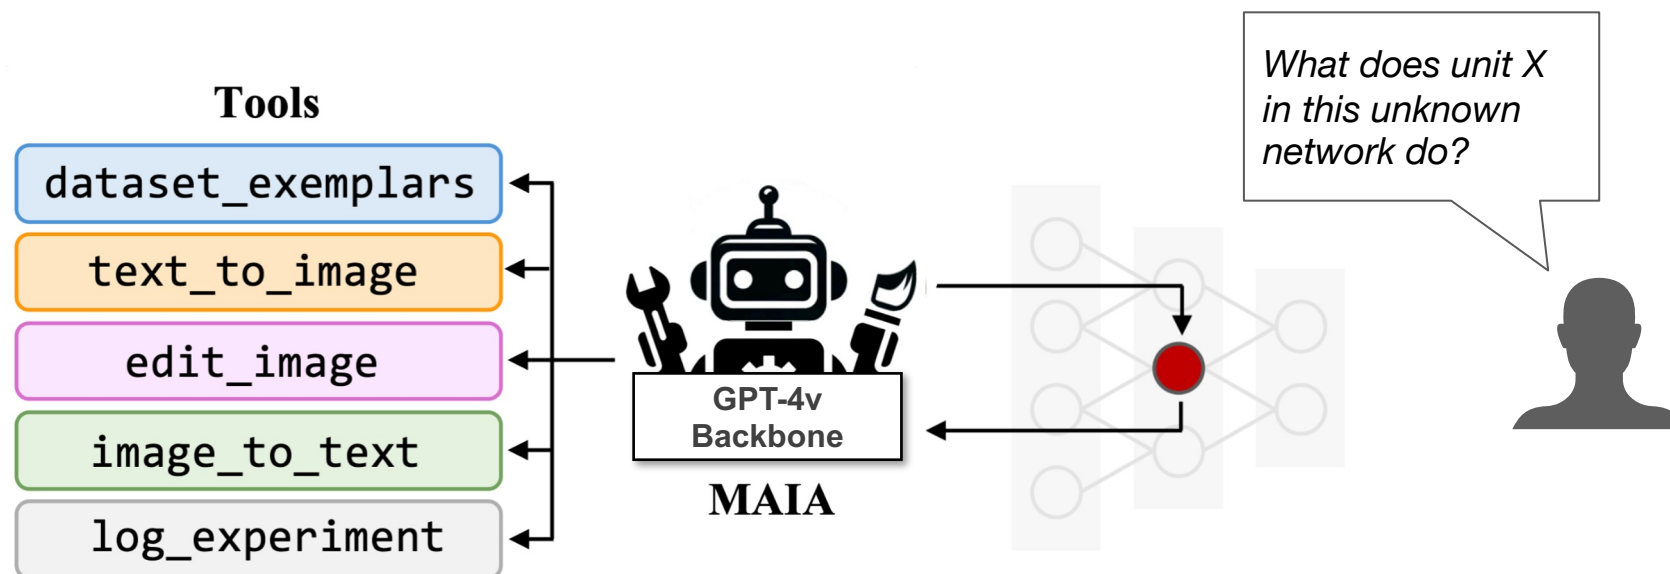 Tools
dataset_exemplars
text_to_image
edit_image
image_to_text
log_experiment
GPT-4v
Backbone
MAIA
What does unit X
in this unknown
network do?